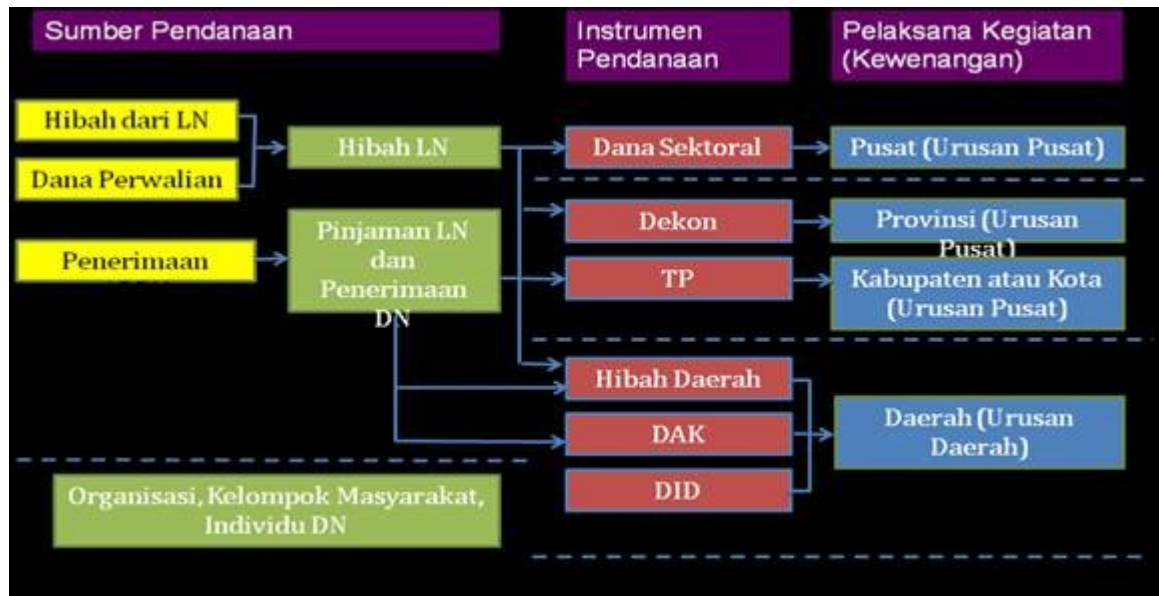 Sumber Pendanaan
Instrumen
Pendanaan
Pelaksana Kegiatan
(Kewenangan)
Hibah dari LN
Dana Perwalian
Penerimaan
Hibah LN
Pinjaman LN
dan
Penerimaan
DN
Organisasi, Kelompok Masyarakat,
Individu DN
Dana Sektoral
Dekon
TP
Hibah Daerah
DAK
DID
Pusat (Urusan Pusat)
Provinsi (Urusan
Pusat)
Kabupaten atau Kota
(Urusan Pusat)
Daerah (Urusan
Daerah)